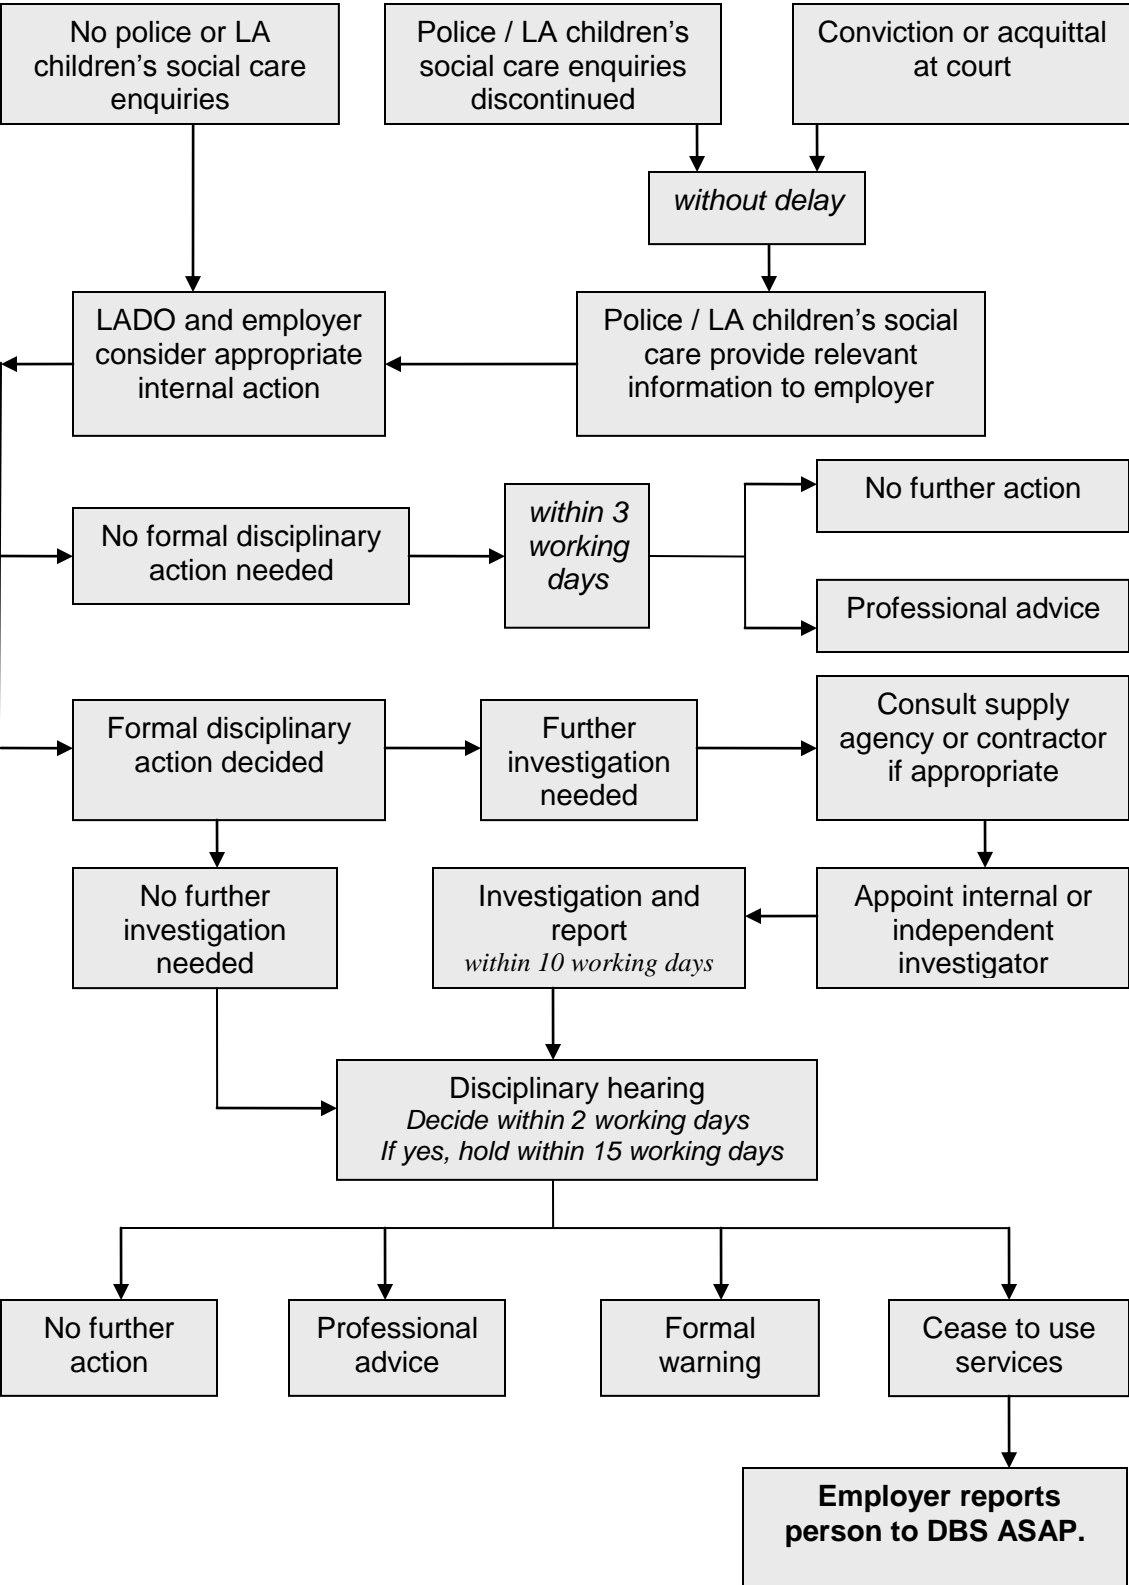 No police or LA
children’s social care
enquiries
Police / LA children’s
social care enquiries
discontinued
Conviction or acquittal
at court
without delay
LADO and employer
consider appropriate
internal action
Police / LA children’s social
care provide relevant
information to employer
No formal disciplinary
action needed
within 3
working
days
No further action
Professional advice
Formal disciplinary
action decided
Further
investigation
needed
Consult supply
agency or contractor
if appropriate
No further
investigation
needed
Investigation and
report
within 10 working days
Appoint internal or
independent
investigator
Disciplinary hearing
Decide within 2 working days
If yes, hold within 15 working days
No further
action
Professional
advice
Formal
warning
Cease to use
services
Employer reports
person to DBS ASAP.